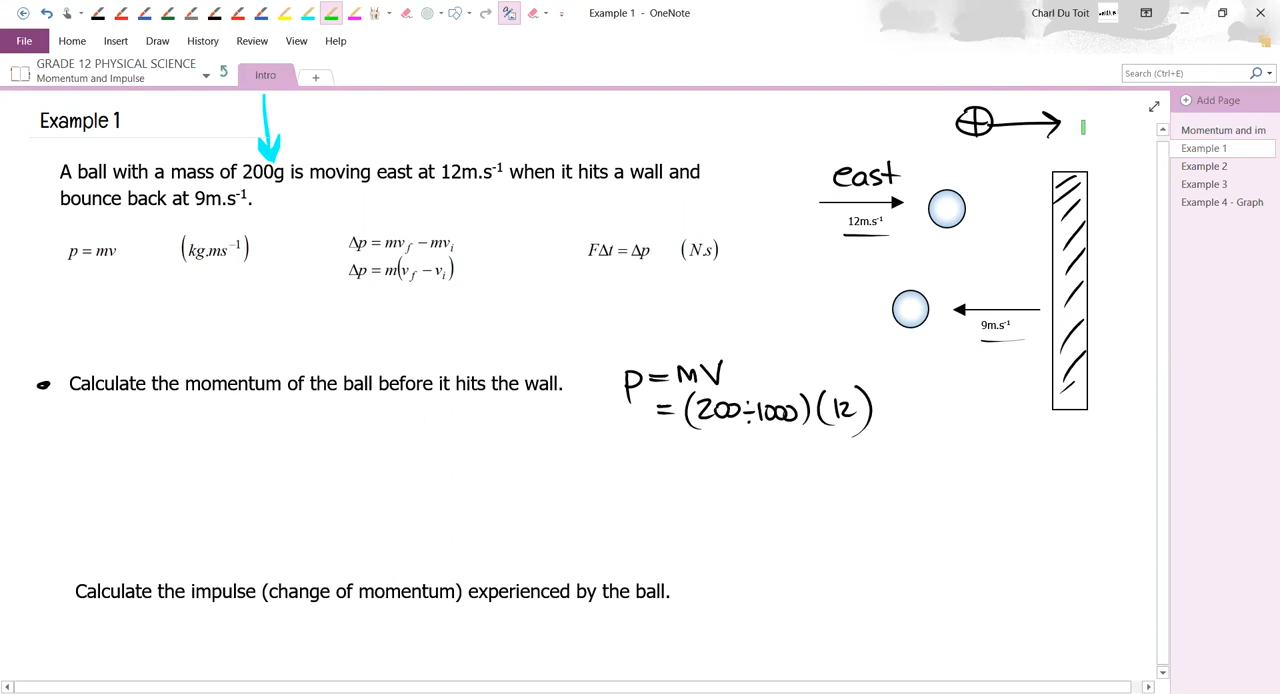 Example 1 - OneNote
Charl Du Toit
File Home Insert Draw History Review View Help
GRADE 12 PHYSICAL SCIENCE
Momentum and Impulse
Intro
+
Search (Ctrl+E)
Add Page
Momentum and im
Example 1
Example 2
Example 3
Example 4 - Graph
Example 1
A ball with a mass of 200g is moving east at 12m.s⁻¹ when it hits a wall and
bounce back at 9m.s⁻¹.
p = mv (kg.ms⁻¹)
Δp = mv_f − mv_i
Δp = m(v_f − v_i)
FΔt = Δp (N.s)
east
12m.s⁻¹
9m.s⁻¹
Calculate the momentum of the ball before it hits the wall.
P = mV
= (200÷1000)(12)
Calculate the impulse (change of momentum) experienced by the ball.